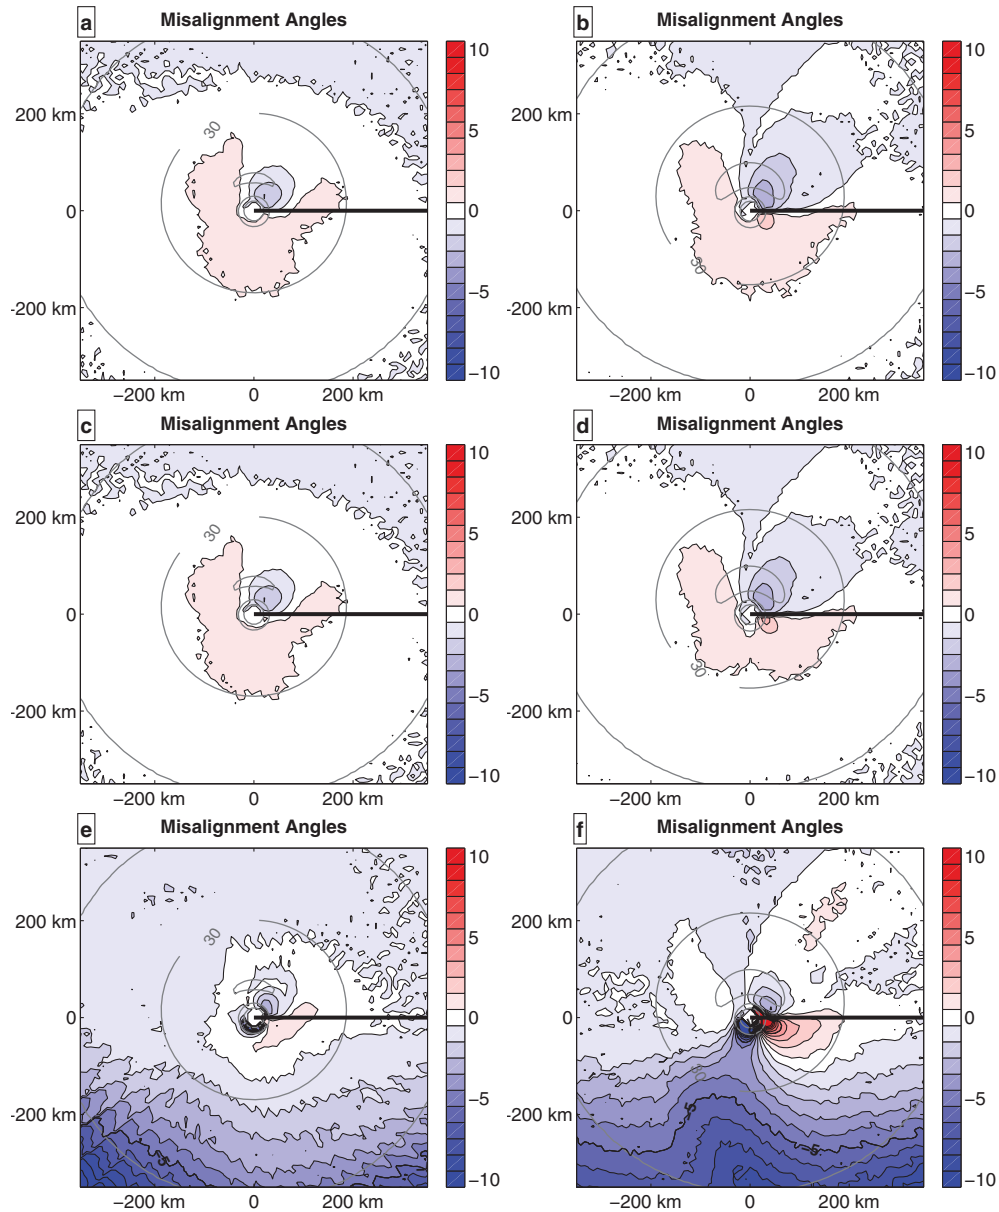 a Misalignment Angles
b Misalignment Angles
200 km
0
-200 km
−200 km 0 200 km
30
10
5
0
−5
−10
200 km
0
-200 km
−200 km 0 200 km
30
10
5
0
−5
−10
c Misalignment Angles
d Misalignment Angles
200 km
0
-200 km
−200 km 0 200 km
30
10
5
0
−5
−10
200 km
0
-200 km
−200 km 0 200 km
30
10
5
0
−5
−10
e Misalignment Angles
f Misalignment Angles
200 km
0
-200 km
−200 km 0 200 km
30
-5
10
5
0
−5
−10
200 km
0
-200 km
−200 km 0 200 km
30
-5
-5
10
5
0
−5
−10